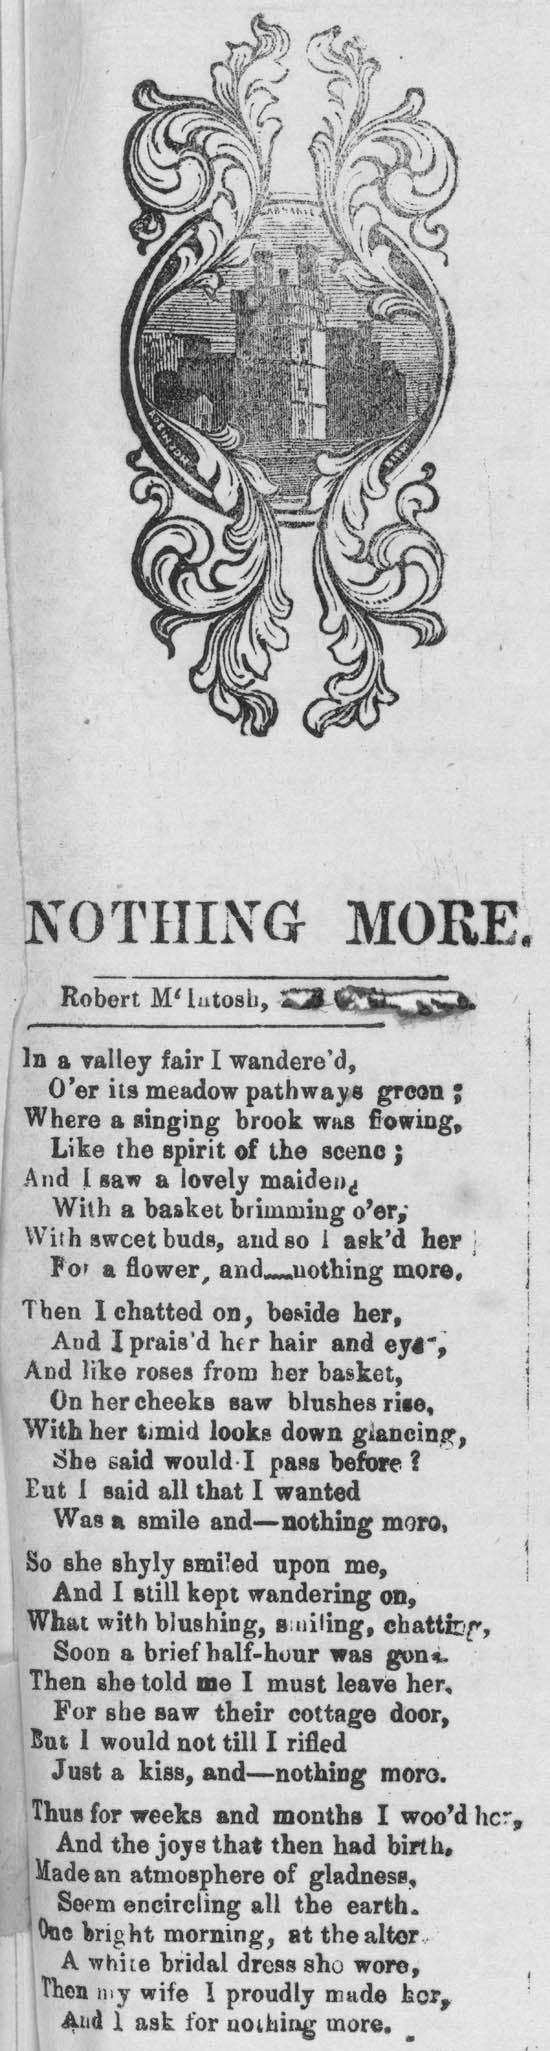 ROBINSON
NOTHING MORE.
Robert Mc Intosh,
In a valley fair I wandere'd,
O'er its meadow pathways green ;
Where a singing brook was flowing,
Like the spirit of the scene ;
And I saw a lovely maiden,
With a basket brimming o'er,
With sweet buds, and so I ask'd her
For a flower, and—nothing more.
Then I chatted on, beside her,
And I prais'd her hair and eyes,
And like roses from her basket,
On her cheeks saw blushes rise,
With her timid looks down glancing,
She said would I pass before ?
But I said all that I wanted
Was a smile and—nothing more,
So she shyly smiled upon me,
And I still kept wandering on,
What with blushing, smiling, chatting,
Soon a brief half-hour was gone.
Then she told me I must leave her,
For she saw their cottage door,
But I would not till I rifled
Just a kiss, and—nothing more.
Thus for weeks and months I woo'd her,
And the joys that then had birth,
Made an atmosphere of gladness,
Seem encircling all the earth.
One bright morning, at the alter
A white bridal dress she wore,
Then my wife I proudly made her,
And I ask for nothing more.